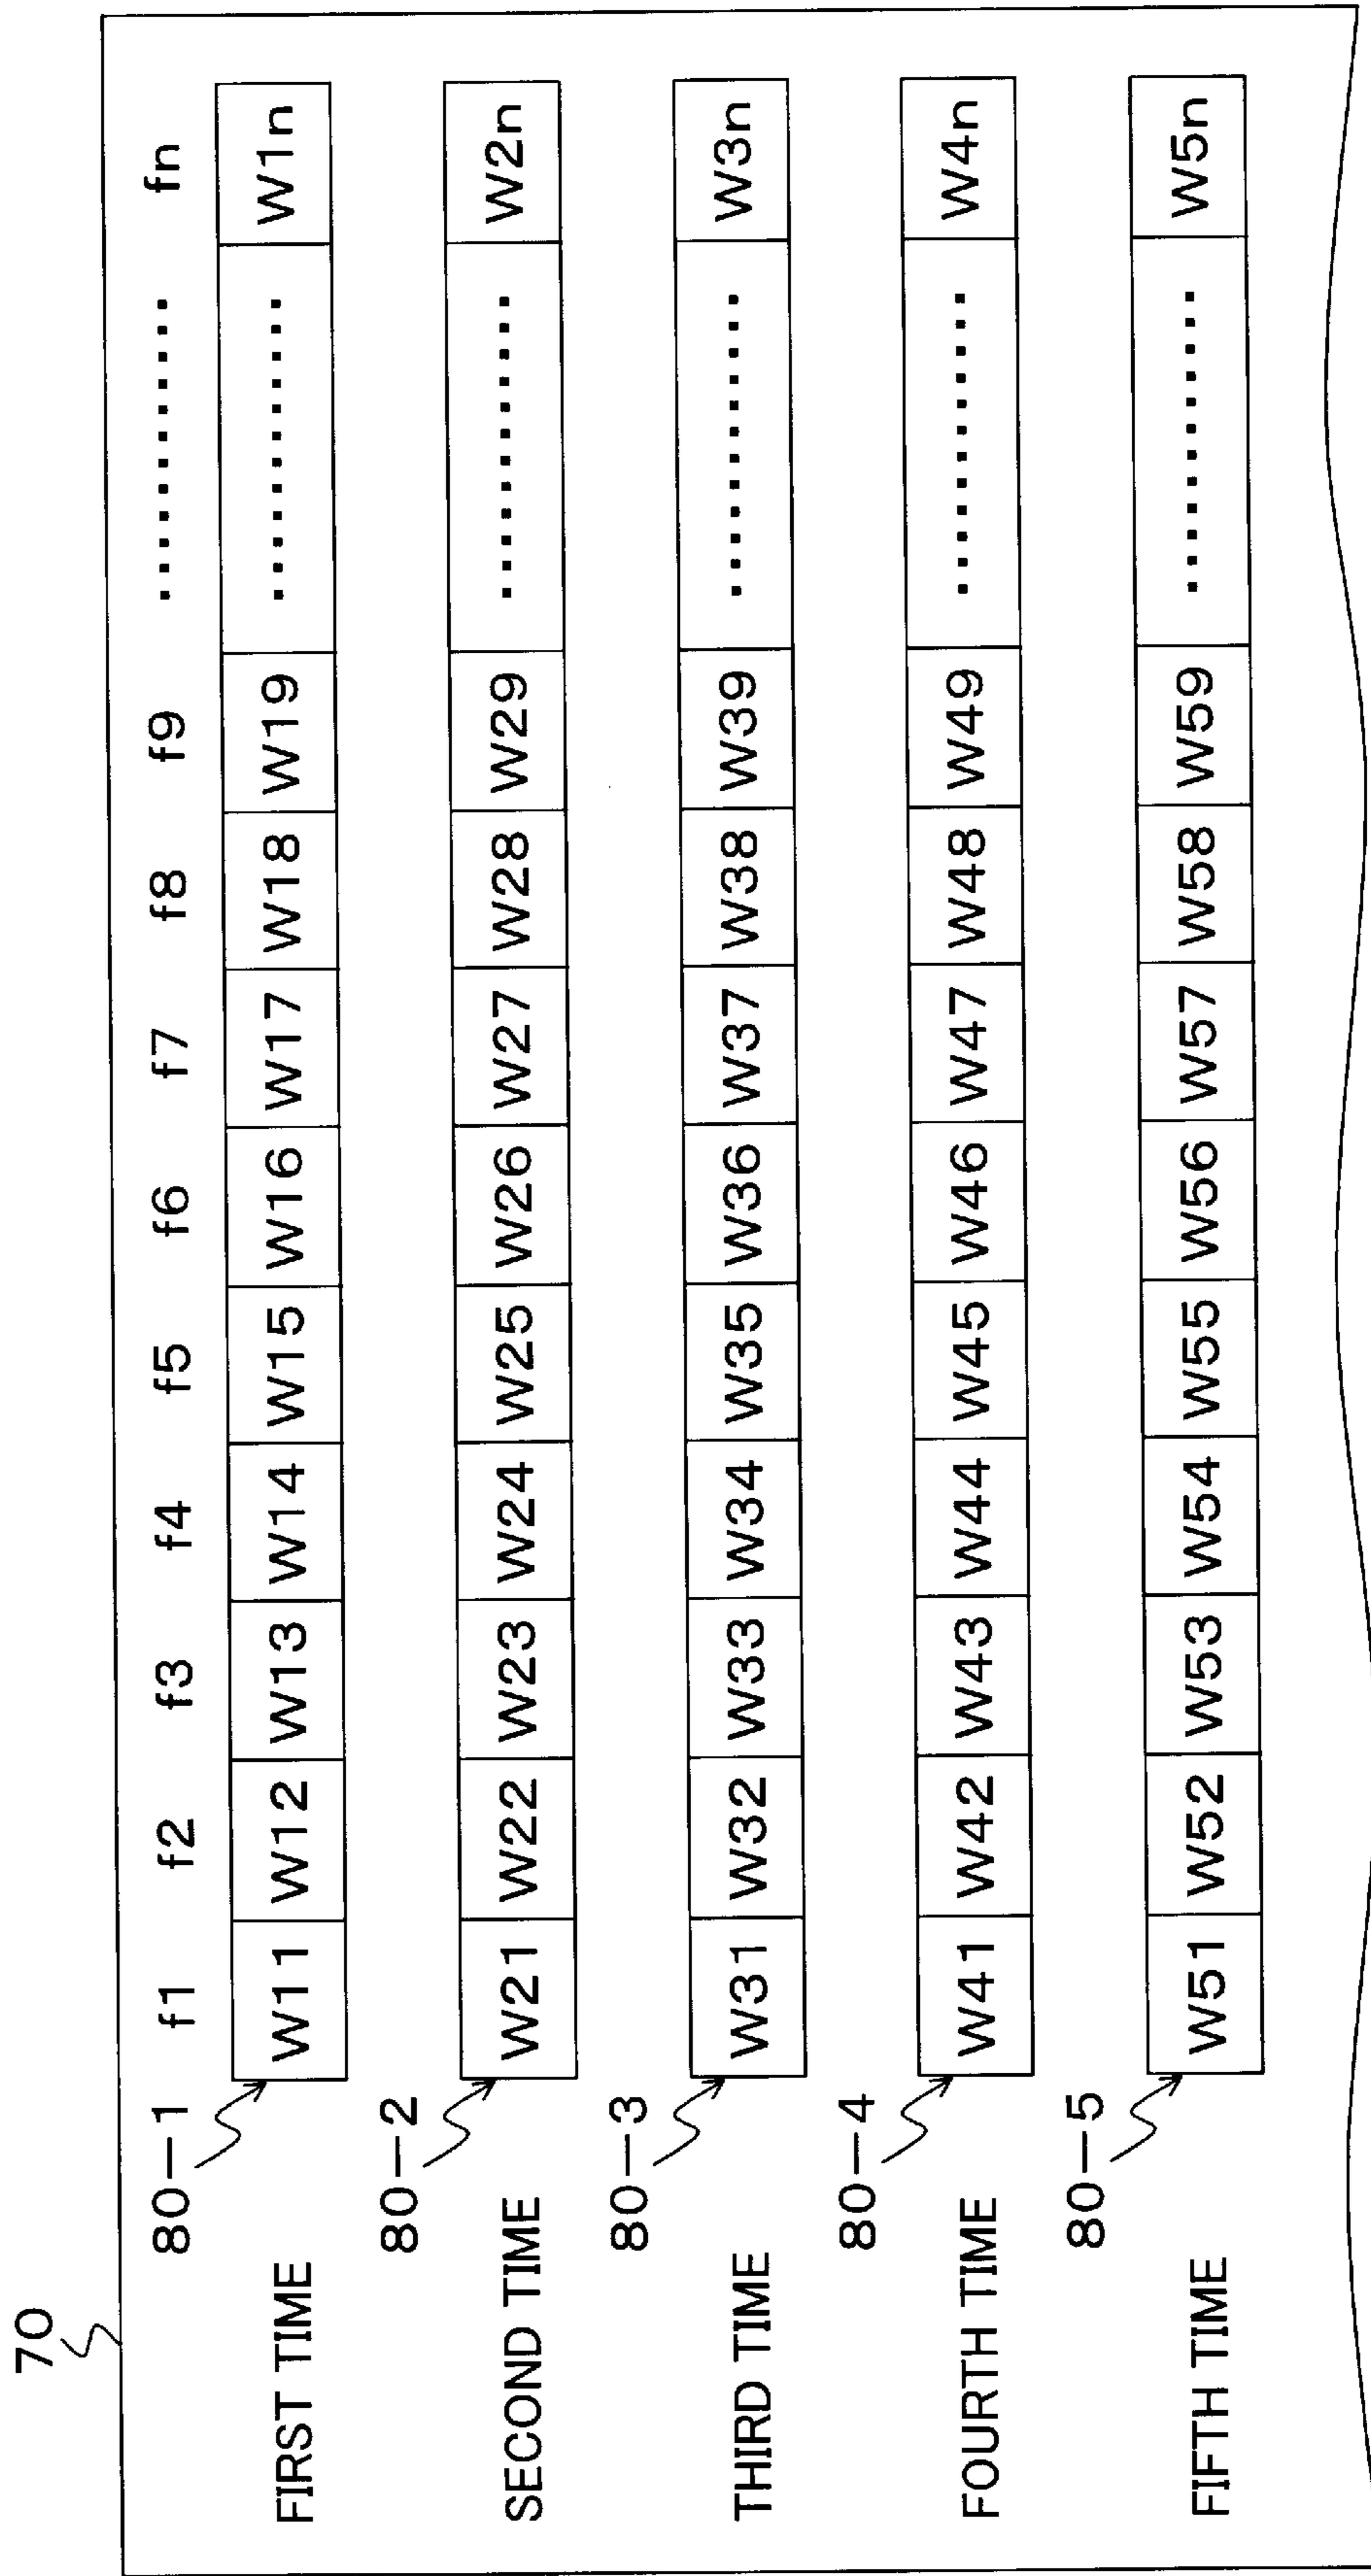 70
f1 f2 f3 f4 f5 f6 f7 f8 f9 ........... fn
80-1
FIRST TIME W11 W12 W13 W14 W15 W16 W17 W18 W19 ........... W1n
80-2
SECOND TIME W21 W22 W23 W24 W25 W26 W27 W28 W29 ........... W2n
80-3
THIRD TIME W31 W32 W33 W34 W35 W36 W37 W38 W39 ........... W3n
80-4
FOURTH TIME W41 W42 W43 W44 W45 W46 W47 W48 W49 ........... W4n
80-5
FIFTH TIME W51 W52 W53 W54 W55 W56 W57 W58 W59 ........... W5n